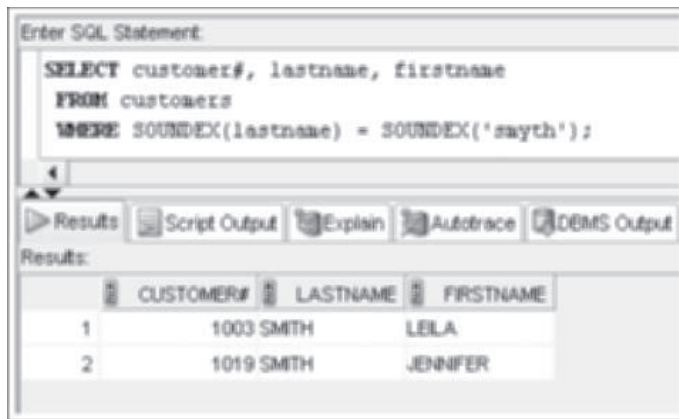 Enter SQL Statement:
SELECT customer#, lastname, firstname
FROM customers
WHERE SOUNDEX(lastname) = SOUNDEX('smyth');
Results Script Output Explain Autotrace DBMS Output
Results:
CUSTOMER# LASTNAME FIRSTNAME
1 1003 SMITH LEILA
2 1019 SMITH JENNIFER